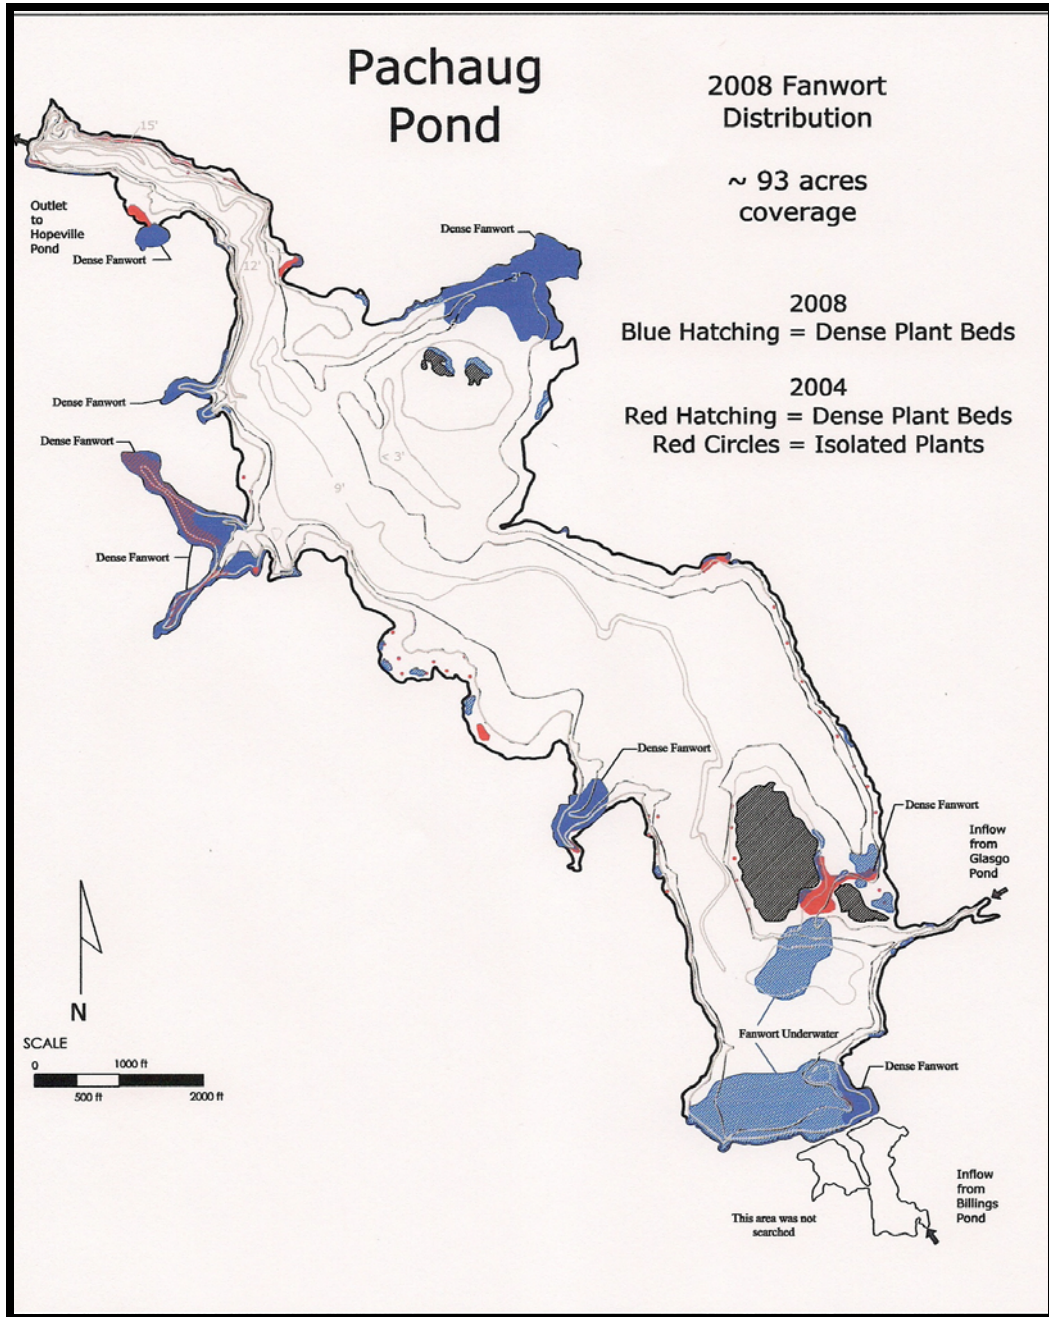 Pachaug
Pond
2008 Fanwort
Distribution
~ 93 acres
coverage
2008
Blue Hatching = Dense Plant Beds
2004
Red Hatching = Dense Plant Beds
Red Circles = Isolated Plants
15'
Outlet
to
Hopeville
Pond
Dense Fanwort
Dense Fanwort
12'
3'
Dense Fanwort
Dense Fanwort
< 3'
9'
Dense Fanwort
Dense Fanwort
Dense Fanwort
Inflow
from
Glasgo
Pond
N
SCALE
0
1000 ft
500 ft
2000 ft
Fanwort Underwater
Dense Fanwort
This area was not
searched
Inflow
from
Billings
Pond